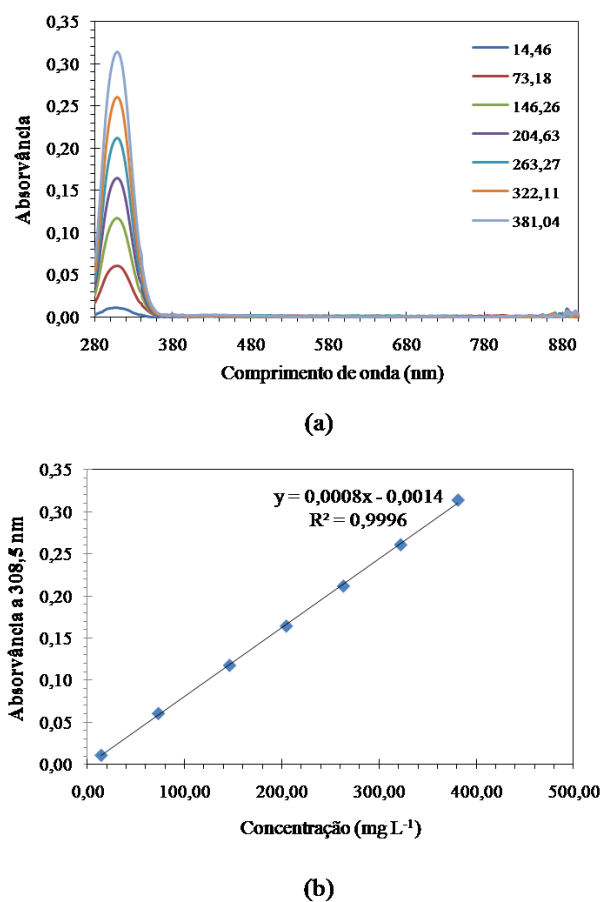 0,35
0,30
0,25
0,20
0,15
0,10
0,05
0,00
Absorvância
14,46
73,18
146,26
204,63
263,27
322,11
381,04
280 380 480 580 680 780 880
Comprimento de onda (nm)
(a)
0,35
0,30
0,25
0,20
0,15
0,10
0,05
0,00
Absorvância a 308,5 nm
y = 0,0008x - 0,0014
R² = 0,9996
0,00 100,00 200,00 300,00 400,00 500,00
Concentração (mg L⁻¹)
(b)